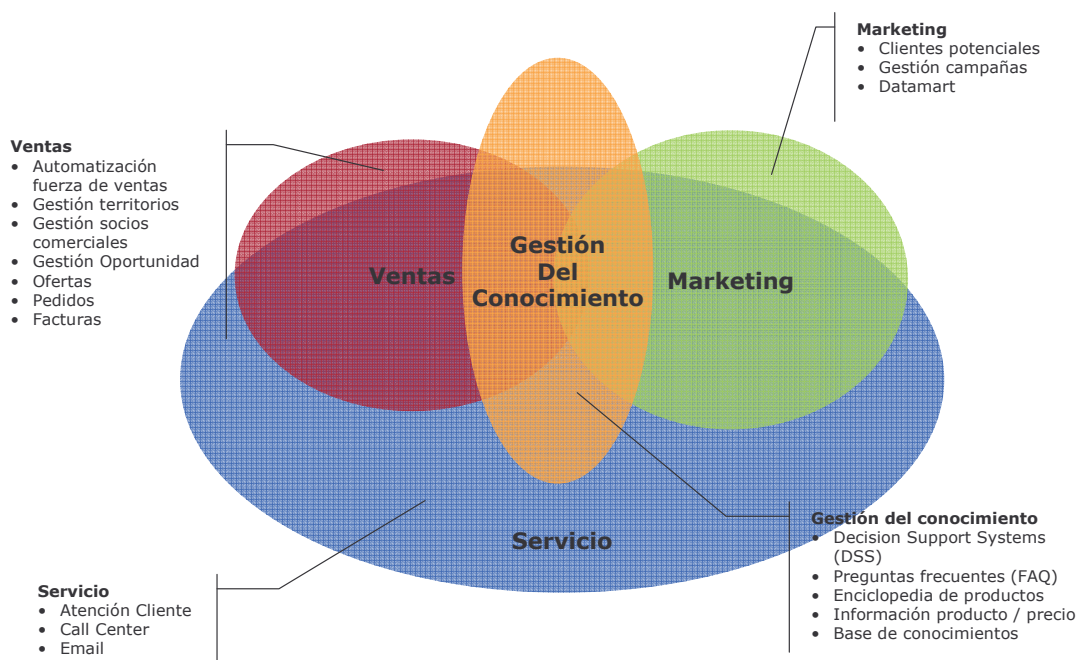 Marketing
• Clientes potenciales
• Gestión campañas
• Datamart
Ventas
• Automatización
fuerza de ventas
• Gestión territorios
• Gestión socios
comerciales
• Gestión Oportunidad
• Ofertas
• Pedidos
• Facturas
Ventas
Gestión
Del
Conocimiento
Marketing
Servicio
Servicio
• Atención Cliente
• Call Center
• Email
Gestión del conocimiento
• Decision Support Systems
(DSS)
• Preguntas frecuentes (FAQ)
• Enciclopedia de productos
• Información producto / precio
• Base de conocimientos